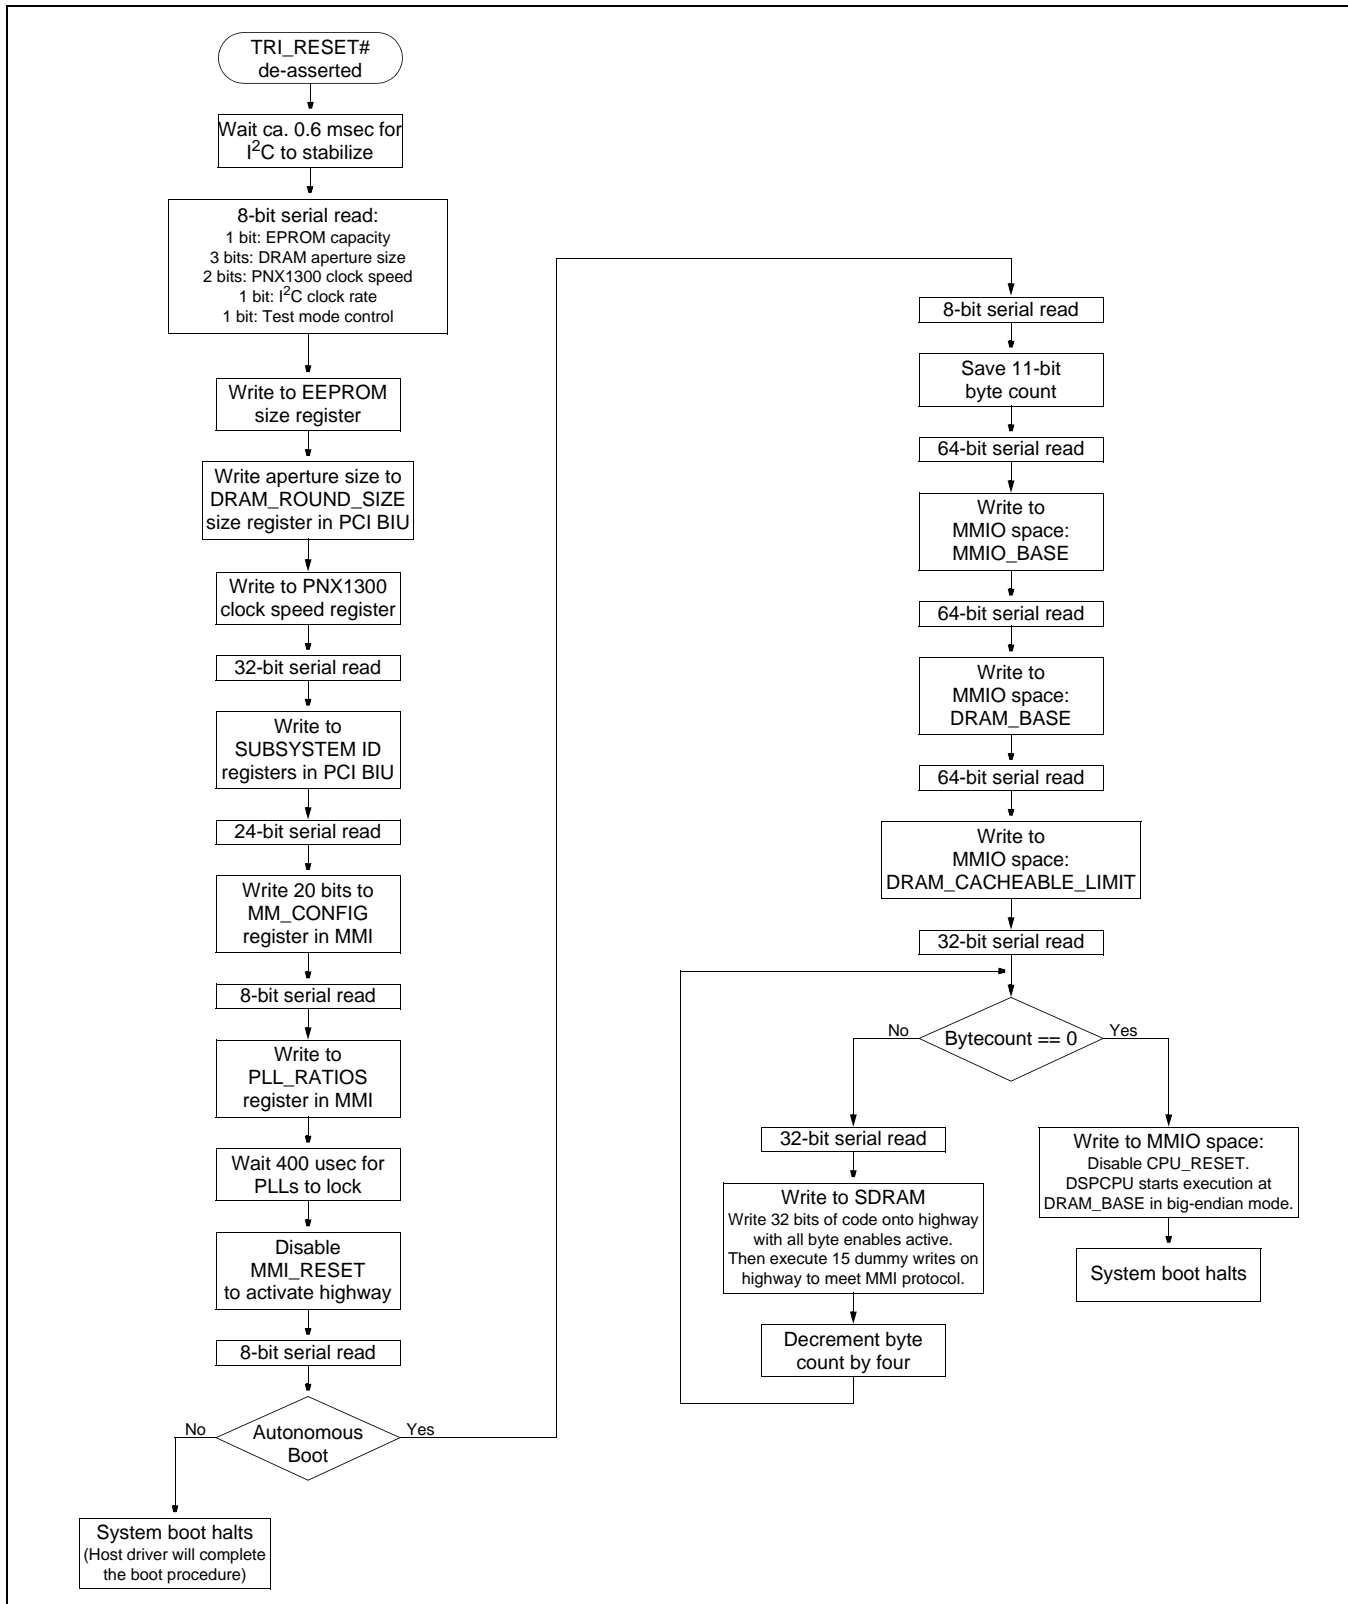 TRI_RESET#
de-asserted
Wait ca. 0.6 msec for
I²C to stabilize
8-bit serial read:
1 bit: EPROM capacity
3 bits: DRAM aperture size
2 bits: PNX1300 clock speed
1 bit: I²C clock rate
1 bit: Test mode control
Write to EEPROM
size register
Write aperture size to
DRAM_ROUND_SIZE
size register in PCI BIU
Write to PNX1300
clock speed register
32-bit serial read
Write to
SUBSYSTEM ID
registers in PCI BIU
24-bit serial read
Write 20 bits to
MM_CONFIG
register in MMI
8-bit serial read
Write to
PLL_RATIOS
register in MMI
Wait 400 usec for
PLLs to lock
Disable
MMI_RESET
to activate highway
8-bit serial read
No
Autonomous
Boot
Yes
System boot halts
(Host driver will complete
the boot procedure)
8-bit serial read
Save 11-bit
byte count
64-bit serial read
Write to
MMIO space:
MMIO_BASE
64-bit serial read
Write to
MMIO space:
DRAM_BASE
64-bit serial read
Write to
MMIO space:
DRAM_CACHEABLE_LIMIT
32-bit serial read
No
Bytecount == 0
Yes
32-bit serial read
Write to SDRAM
Write 32 bits of code onto highway
with all byte enables active.
Then execute 15 dummy writes on
highway to meet MMI protocol.
Decrement byte
count by four
Write to MMIO space:
Disable CPU_RESET.
DSPCPU starts execution at
DRAM_BASE in big-endian mode.
System boot halts